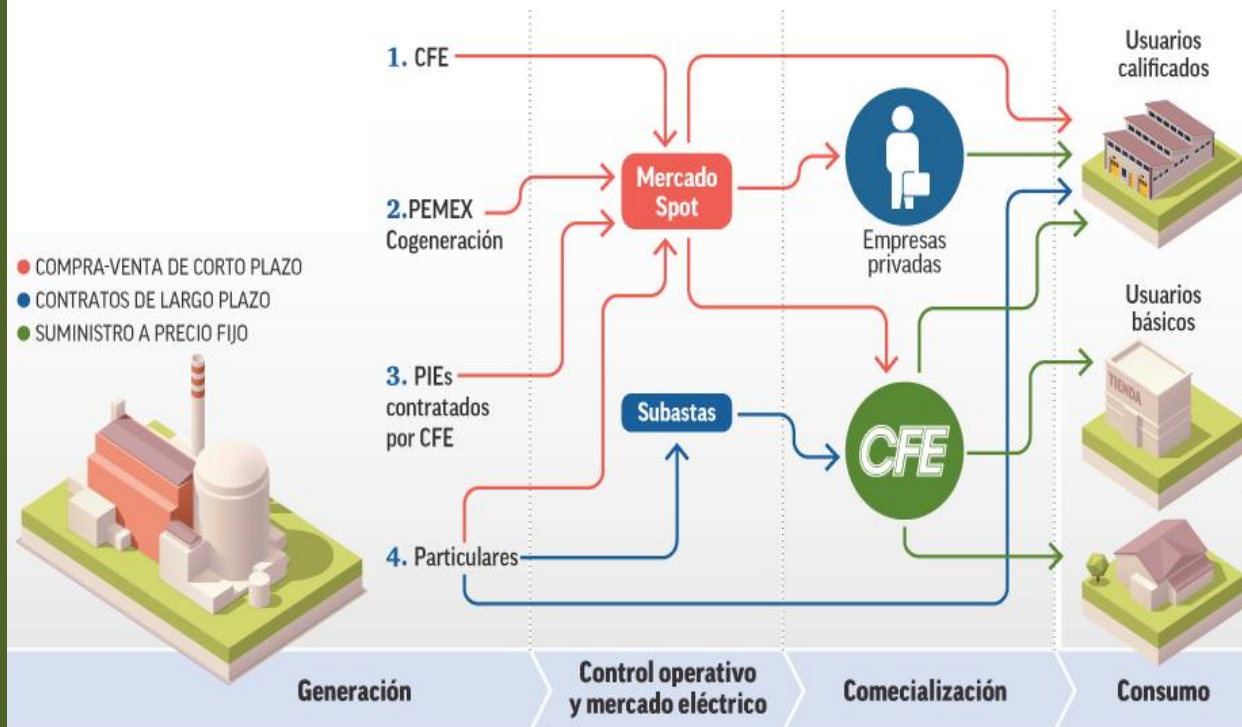 1. CFE
2.PEMEX
Cogeneración
3. PIEs
contratados
por CFE
4. Particulares
COMPRA-VENTA DE CORTO PLAZO
CONTRATOS DE LARGO PLAZO
SUMINISTRO A PRECIO FIJO
Mercado
Spot
Subastas
Empresas
privadas
CFE
Usuarios
calificados
Usuarios
básicos
TIENDA
Generación
Control operativo
y mercado eléctrico
Comecialización
Consumo